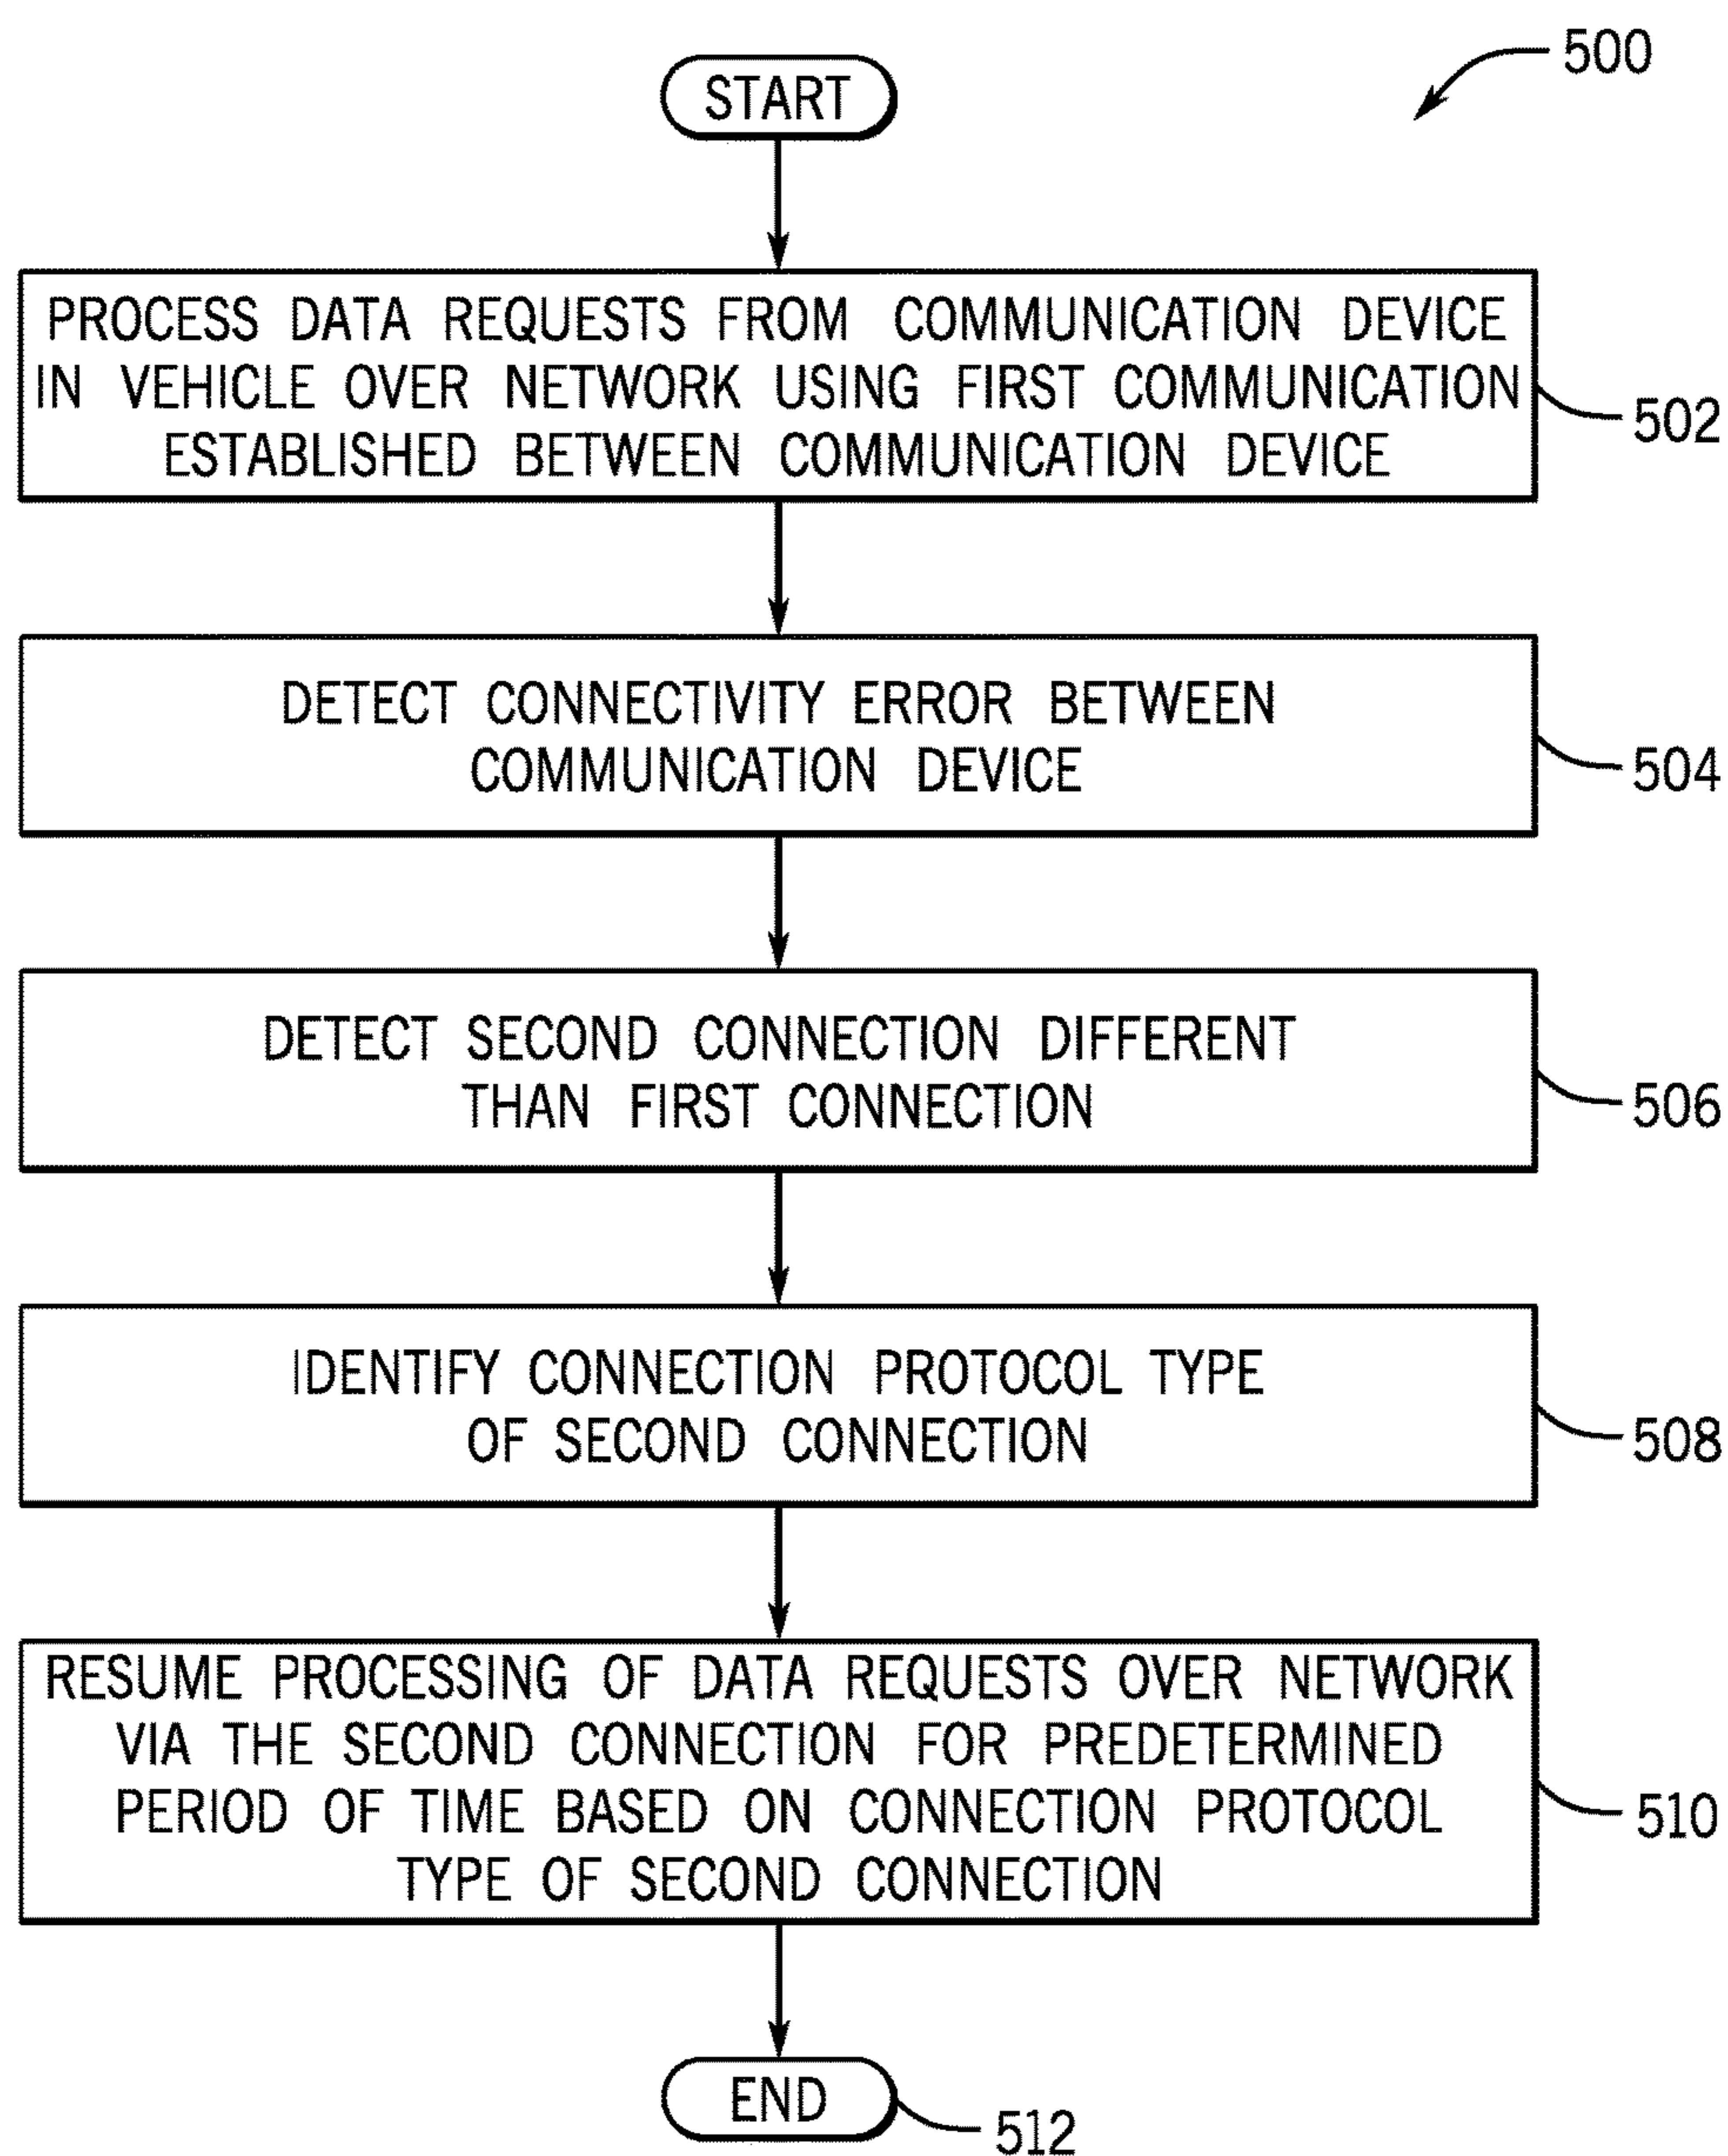 500
START
PROCESS DATA REQUESTS FROM COMMUNICATION DEVICE
IN VEHICLE OVER NETWORK USING FIRST COMMUNICATION
ESTABLISHED BETWEEN COMMUNICATION DEVICE
502
DETECT CONNECTIVITY ERROR BETWEEN
COMMUNICATION DEVICE
504
DETECT SECOND CONNECTION DIFFERENT
THAN FIRST CONNECTION
506
IDENTIFY CONNECTION PROTOCOL TYPE
OF SECOND CONNECTION
508
RESUME PROCESSING OF DATA REQUESTS OVER NETWORK
VIA THE SECOND CONNECTION FOR PREDETERMINED
PERIOD OF TIME BASED ON CONNECTION PROTOCOL
TYPE OF SECOND CONNECTION
510
END
512